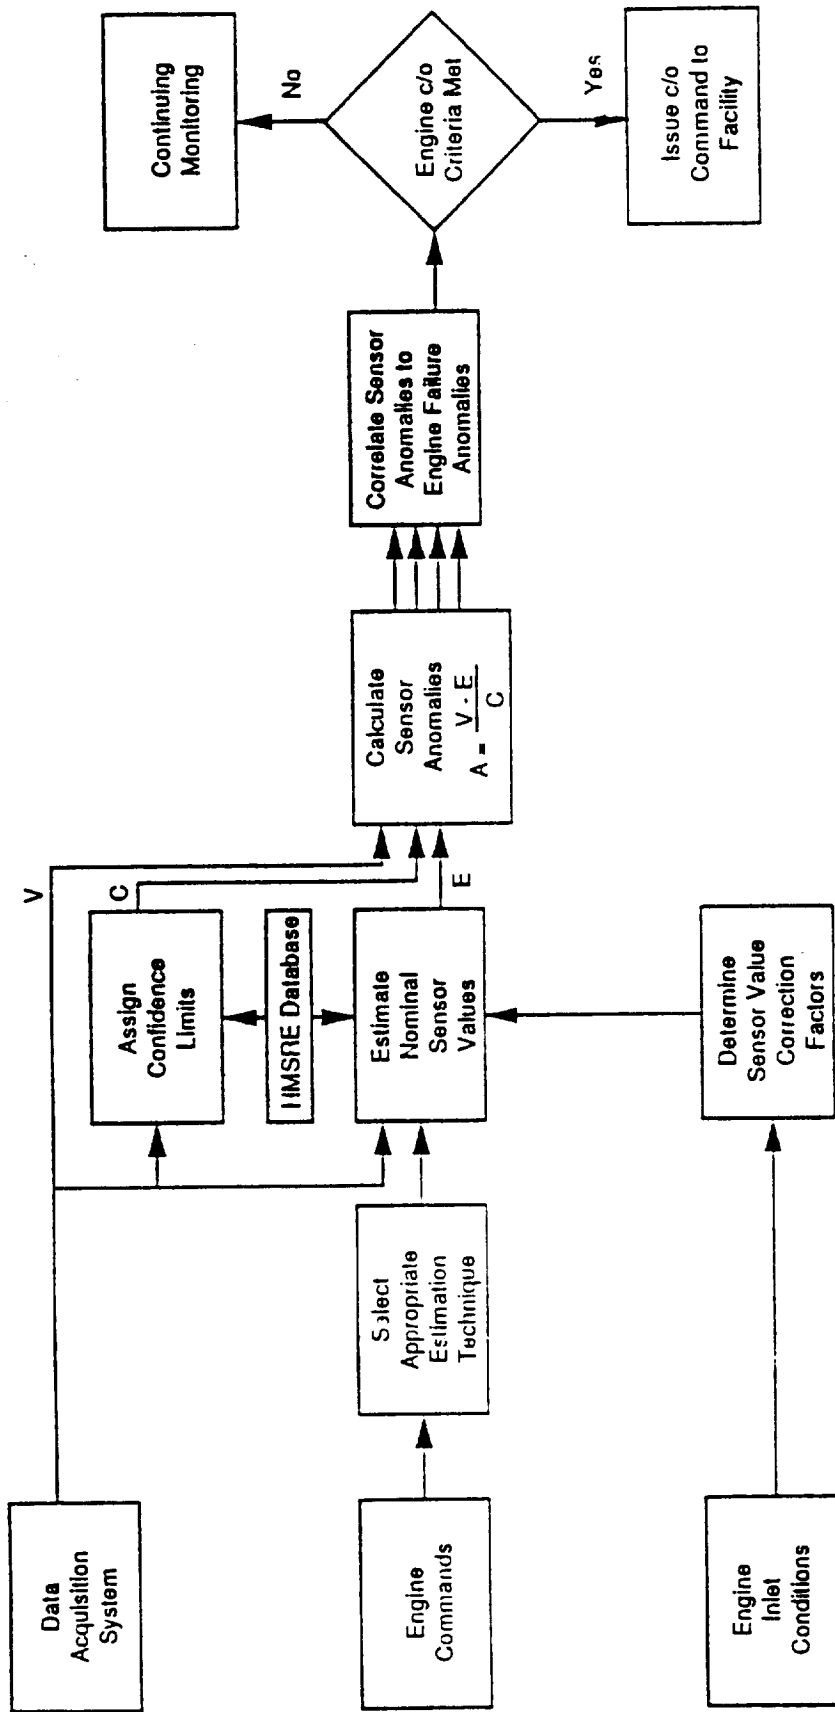 Data
Acquisition
System
Engine
Commands
Engine
Inlet
Conditions
Select
Appropriate
Estimation
Technique
V
Assign
Confidence
Limits
C
HMSRE Database
Estimate
Nominal
Sensor
Values
E
Determine
Sensor Value
Correction
Factors
Calculate
Sensor
Anomalies
A = V - E
C
Correlate Sensor
Anomalies to
Engine Failure
Anomalies
Continuing
Monitoring
No
Engine c/o
Criteria Met
Yes
Issue c/o
Command to
Facility